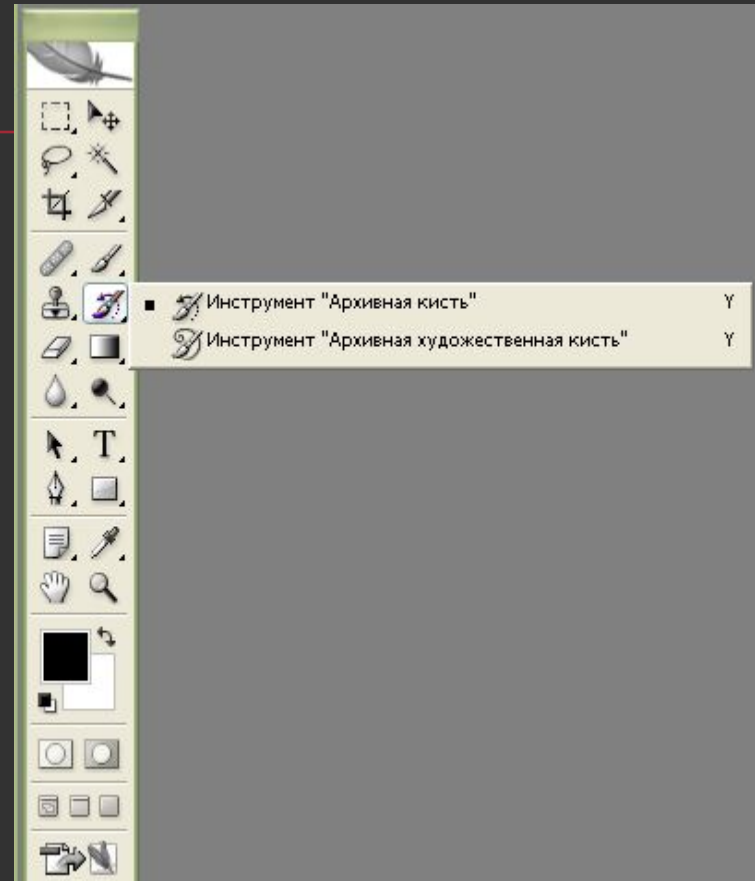 Инструмент "Архивная кисть" Y
Инструмент "Архивная художественная кисть" Y
T